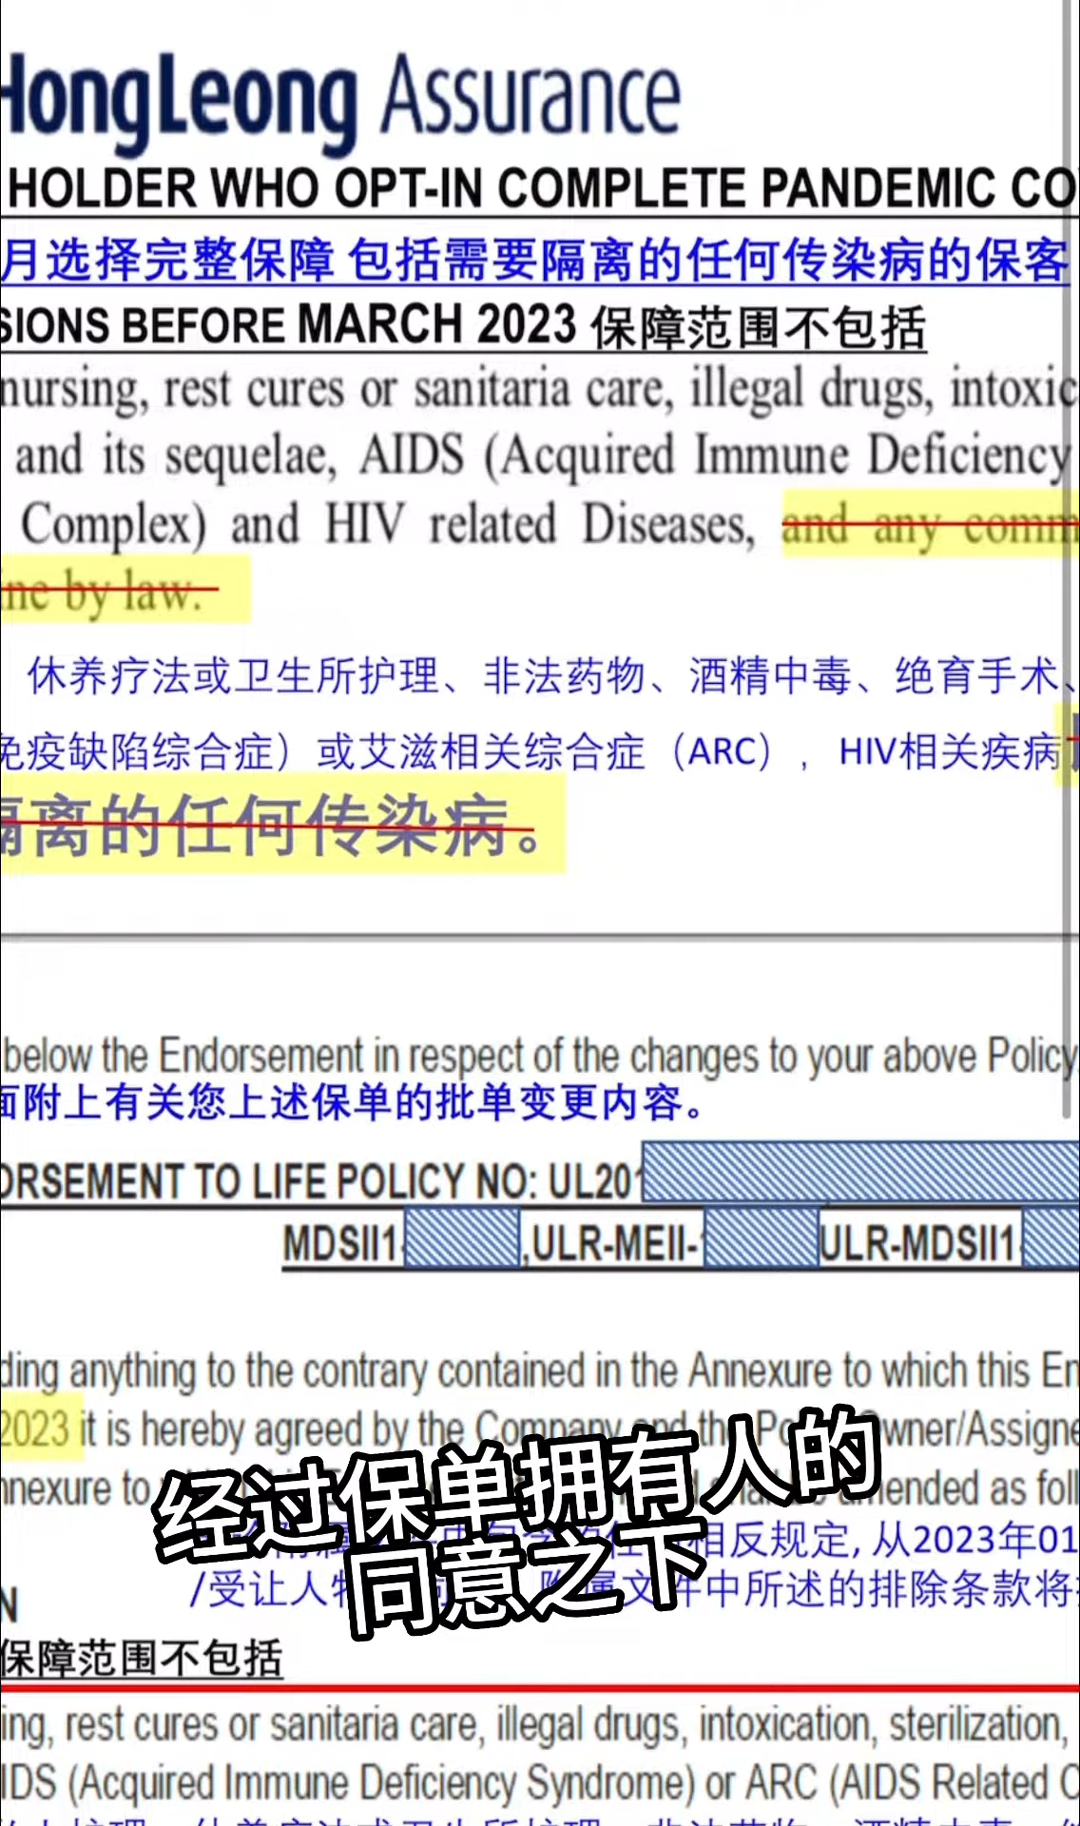 HongLeong Assurance
HOLDER WHO OPT-IN COMPLETE PANDEMIC CO
月选择完整保障 包括需要隔离的任何传染病的保客
SIONS BEFORE MARCH 2023 保障范围不包括
nursing, rest cures or sanitaria care, illegal drugs, intoxic
and its sequelae, AIDS (Acquired Immune Deficiency
Complex) and HIV related Diseases, and any comm
ine by law.
休养疗法或卫生所护理、非法药物、酒精中毒、绝育手术、
免疫缺陷综合症）或艾滋相关综合症（ARC）, HIV相关疾病
隔离的任何传染病。
below the Endorsement in respect of the changes to your above Policy
面附上有关您上述保单的批单变更内容。
ORSEMENT TO LIFE POLICY NO: UL201
MDSII1 ,ULR-MEII- ULR-MDSII1
ding anything to the contrary contained in the Annexure to which this En
2023 it is hereby agreed by the Company and the Po Owner/Assigne
nnexure to amended as foll
经过保单拥有人的
同意之下
相反规定, 从2023年01
/受让人 附属文件中所述的排除条款将
N
保障范围不包括
ing, rest cures or sanitaria care, illegal drugs, intoxication, sterilization,
IDS (Acquired Immune Deficiency Syndrome) or ARC (AIDS Related C